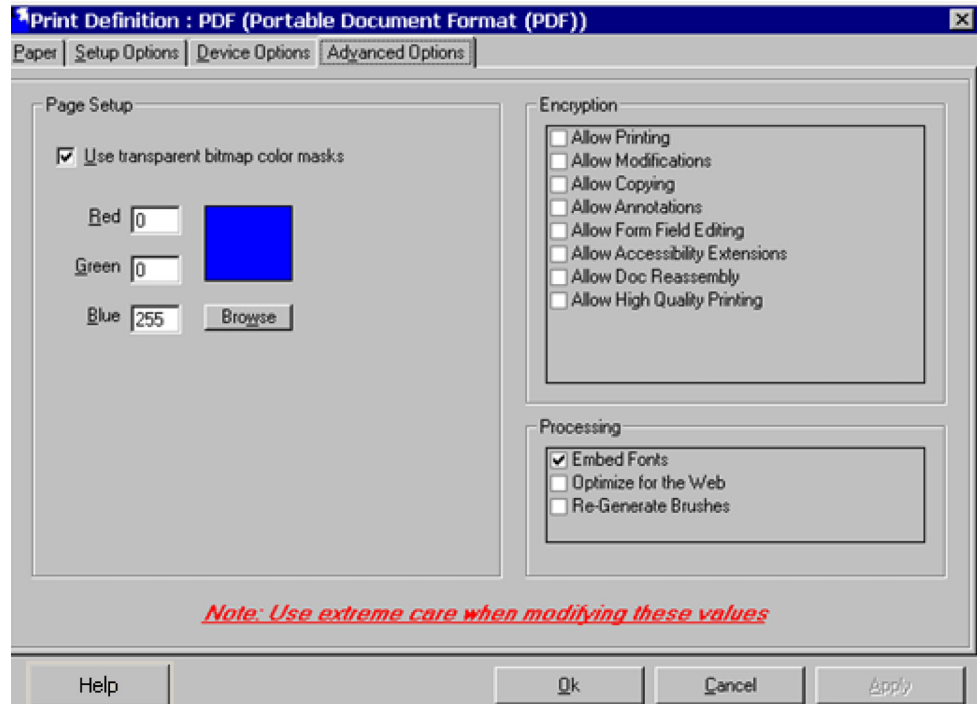 Print Definition : PDF (Portable Document Format (PDF))
Paper Setup Options Device Options Advanced Options
Page Setup
Use transparent bitmap color masks
Red 0
Green 0
Blue 255 Browse
Encryption
Allow Printing
Allow Modifications
Allow Copying
Allow Annotations
Allow Form Field Editing
Allow Accessibility Extensions
Allow Doc Reassembly
Allow High Quality Printing
Processing
Embed Fonts
Optimize for the Web
Re-Generate Brushes
Note: Use extreme care when modifying these values
Help Ok Cancel Apply